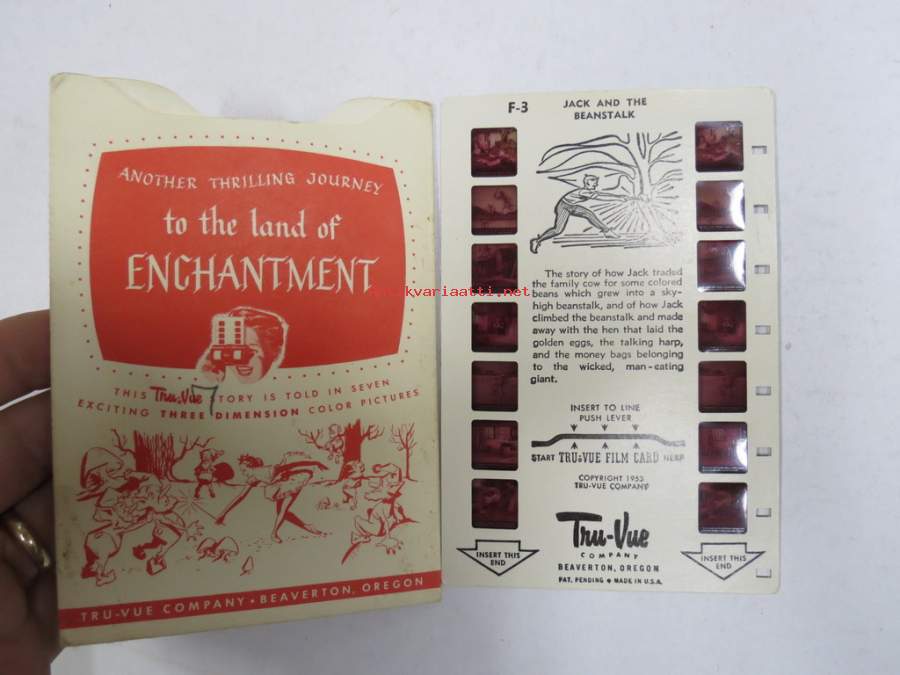 ANOTHER THRILLING JOURNEY
to the land of
ENCHANTMENT
THIS Tru-Vue STORY IS TOLD IN SEVEN
EXCITING THREE DIMENSION COLOR PICTURES
TRU-VUE COMPANY • BEAVERTON, OREGON
F-3
JACK AND THE
BEANSTALK
The story of how Jack traded
the family cow for some colored
beans which grew into a sky-
high beanstalk, and of how Jack
climbed the beanstalk and made
away with the hen that laid the
golden eggs, the talking harp,
and the money bags belonging
to the wicked, man-eating
giant.
INSERT TO LINE
PUSH LEVER
START TRU-VUE FILM CARD HERE
COPYRIGHT 1953
TRU-VUE COMPANY
Tru-Vue
COMPANY
BEAVERTON, OREGON
PAT. PENDING ♦ MADE IN U.S.A.
INSERT THIS
END
INSERT THIS
END
antikvariaatti.net